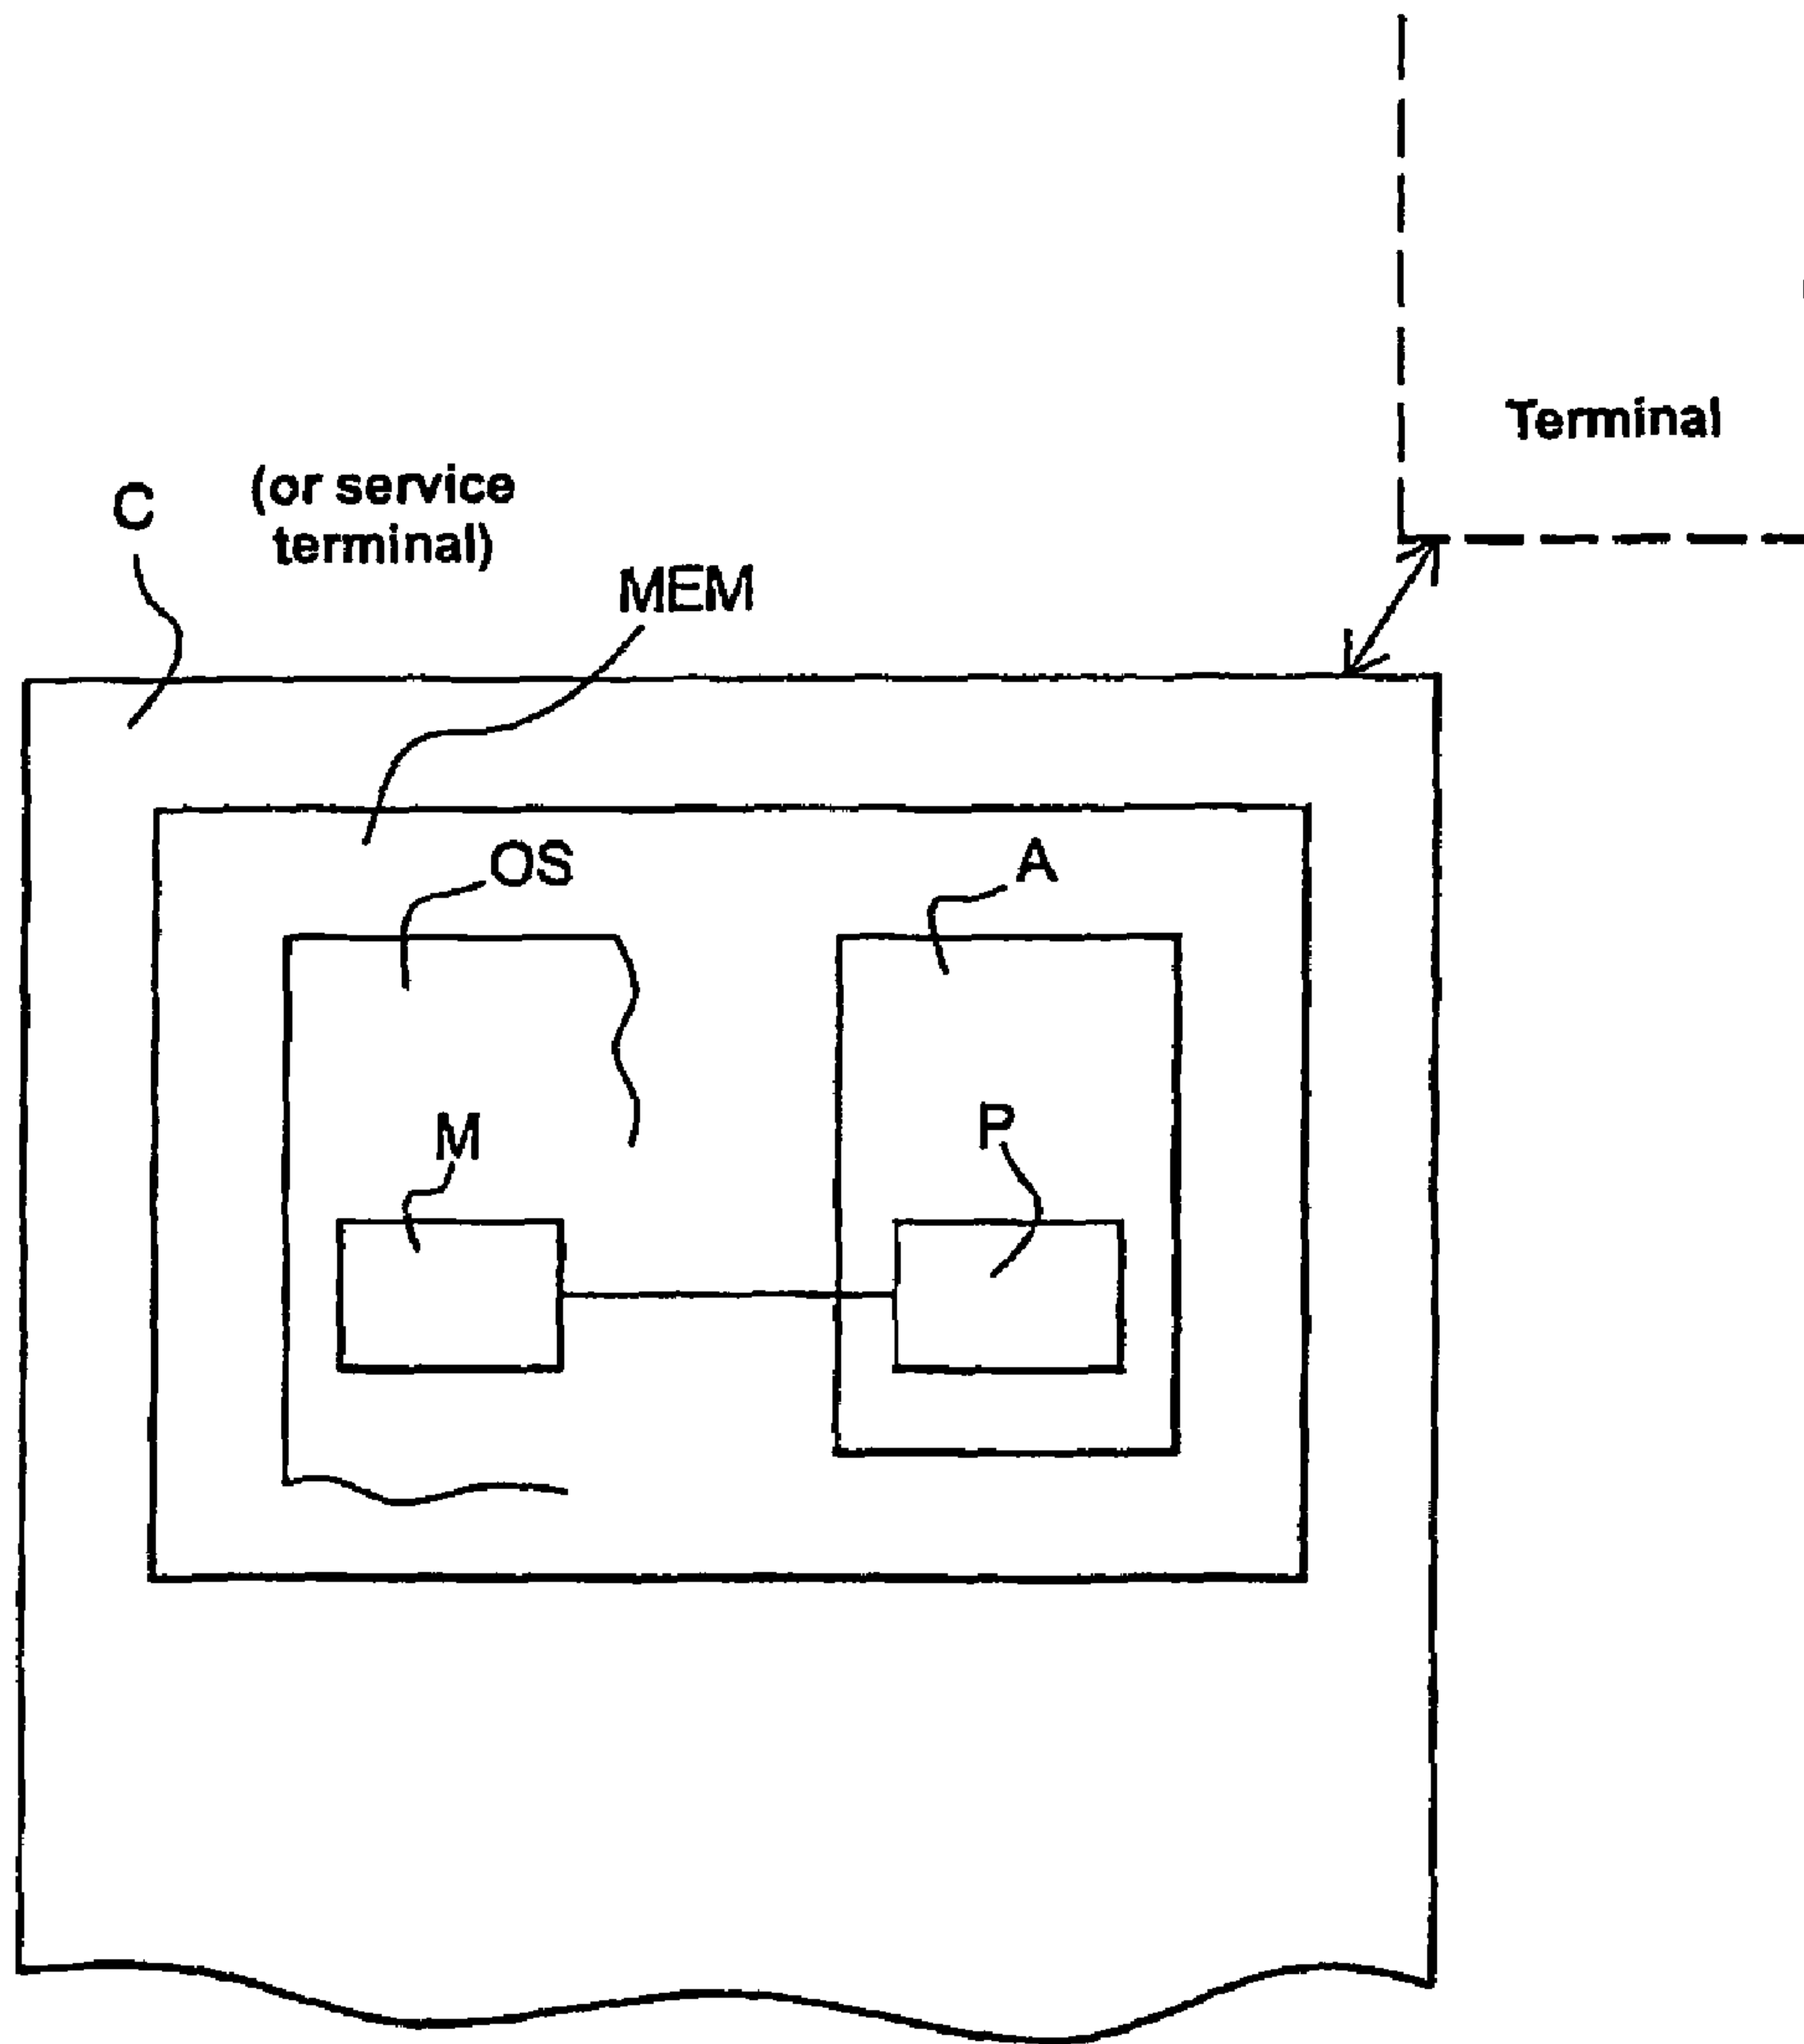 Terminal
C
(or service
terminal)
MEM
OS
A
M
P